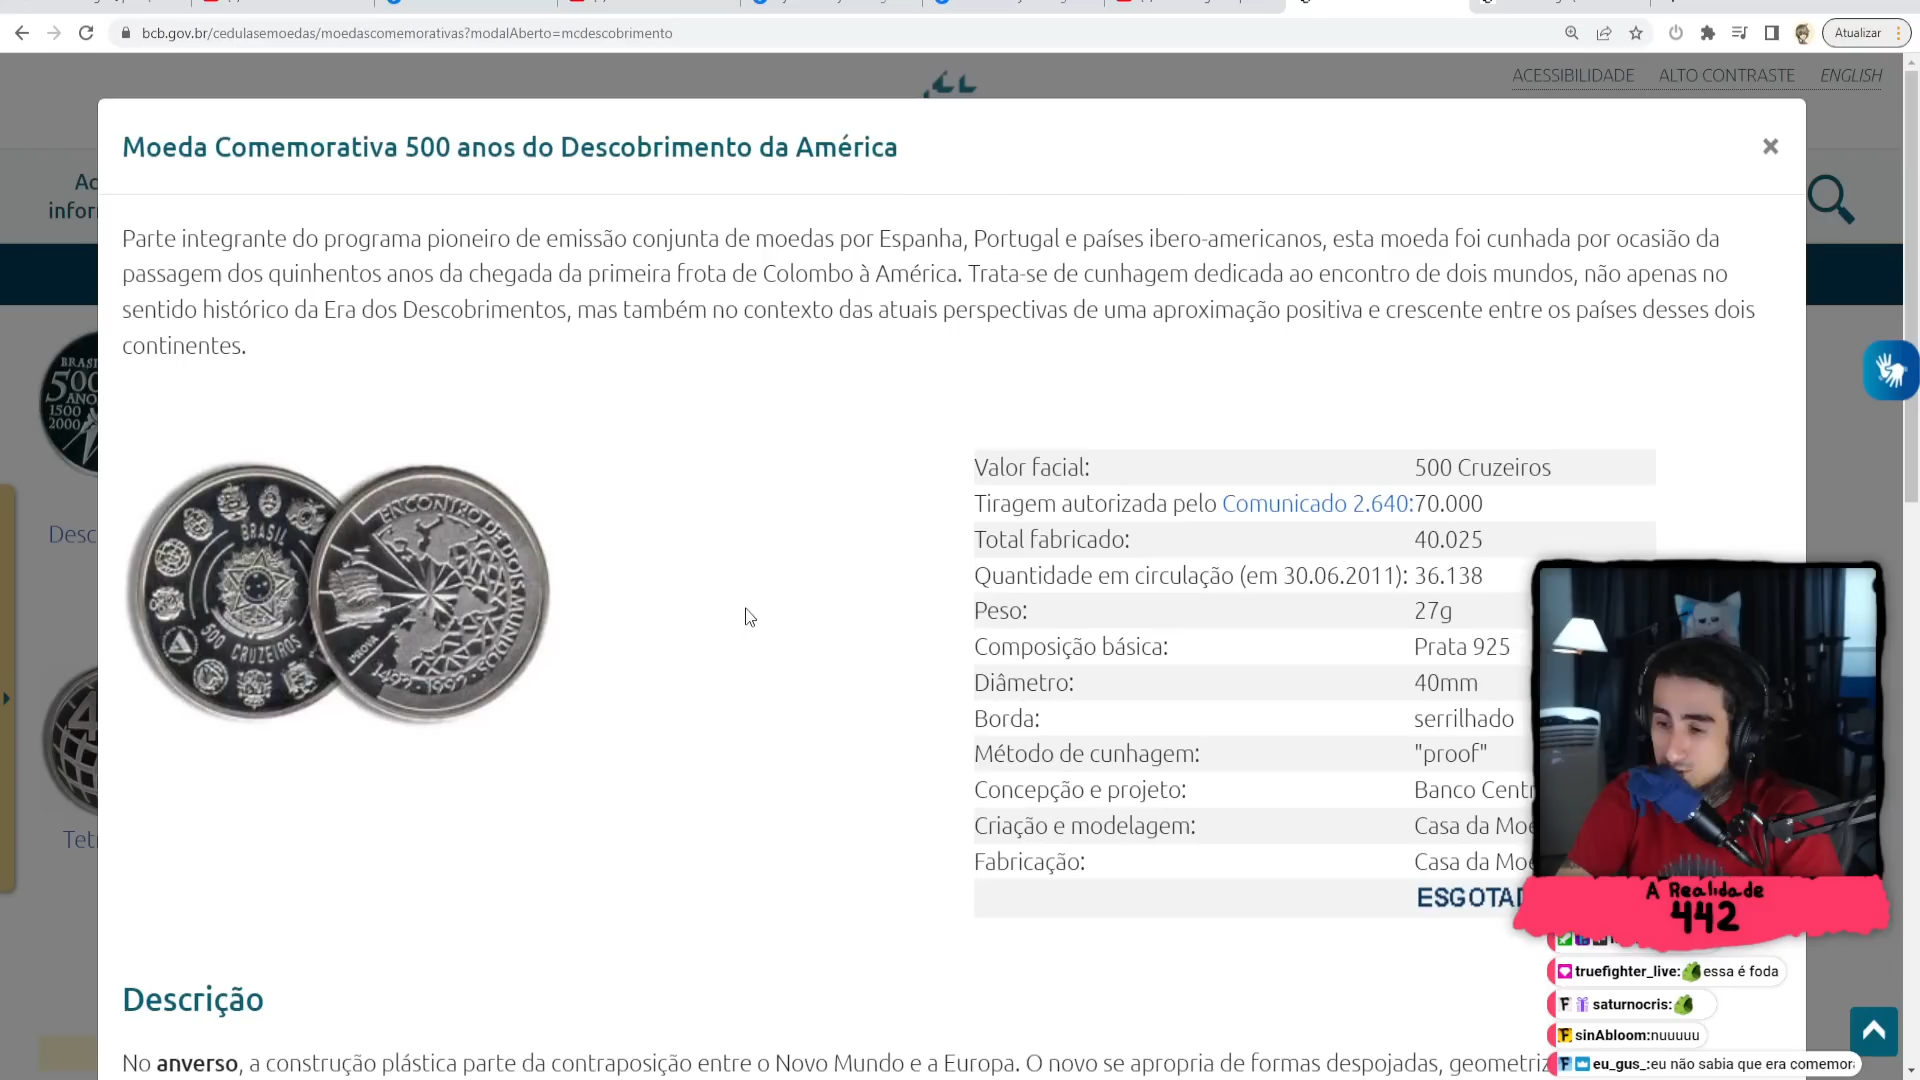 bcb.gov.br/cedulasemoedas/moedascomemorativas?modalAberto=mcdescobrimento
Atualizar
ACESSIBILIDADE ALTO CONTRASTE ENGLISH
Moeda Comemorativa 500 anos do Descobrimento da América
Parte integrante do programa pioneiro de emissão conjunta de moedas por Espanha, Portugal e países ibero-americanos, esta moeda foi cunhada por ocasião da
passagem dos quinhentos anos da chegada da primeira frota de Colombo à América. Trata-se de cunhagem dedicada ao encontro de dois mundos, não apenas no
sentido histórico da Era dos Descobrimentos, mas também no contexto das atuais perspectivas de uma aproximação positiva e crescente entre os países desses dois
continentes.
BRAS
500
ANO
1500
2000
Desc
Tet
BRASIL
500 CRUZEIROS
ENCONTRO DE DOIS MUNDOS
PROVA
1492 · 1992
Valor facial: 500 Cruzeiros
Tiragem autorizada pelo Comunicado 2.640: 70.000
Total fabricado: 40.025
Quantidade em circulação (em 30.06.2011): 36.138
Peso: 27g
Composição básica: Prata 925
Diâmetro: 40mm
Borda: serrilhado
Método de cunhagem: "proof"
Concepção e projeto: Banco Centr
Criação e modelagem: Casa da Moe
Fabricação: Casa da Moe
ESGOTAD
A Realidade
442
truefighter_live: essa é foda
saturnocris:
sinAbloom:nuuuuu
eu_gus_:eu não sabia que era comemor
Descrição
No anverso, a construção plástica parte da contraposição entre o Novo Mundo e a Europa. O novo se apropria de formas despojadas, geometriz